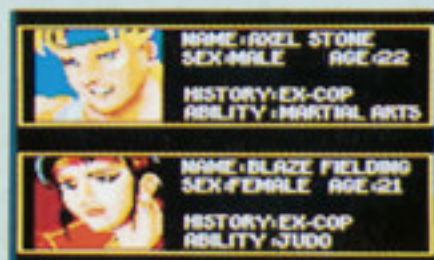 NAME:AXEL STONE
SEX:MALE AGE:22
HISTORY:EX-COP
ABILITY:MARTIAL ARTS
NAME:BLAZE FIELDING
SEX:FEMALE AGE:21
HISTORY:EX-COP
ABILITY:JUDO